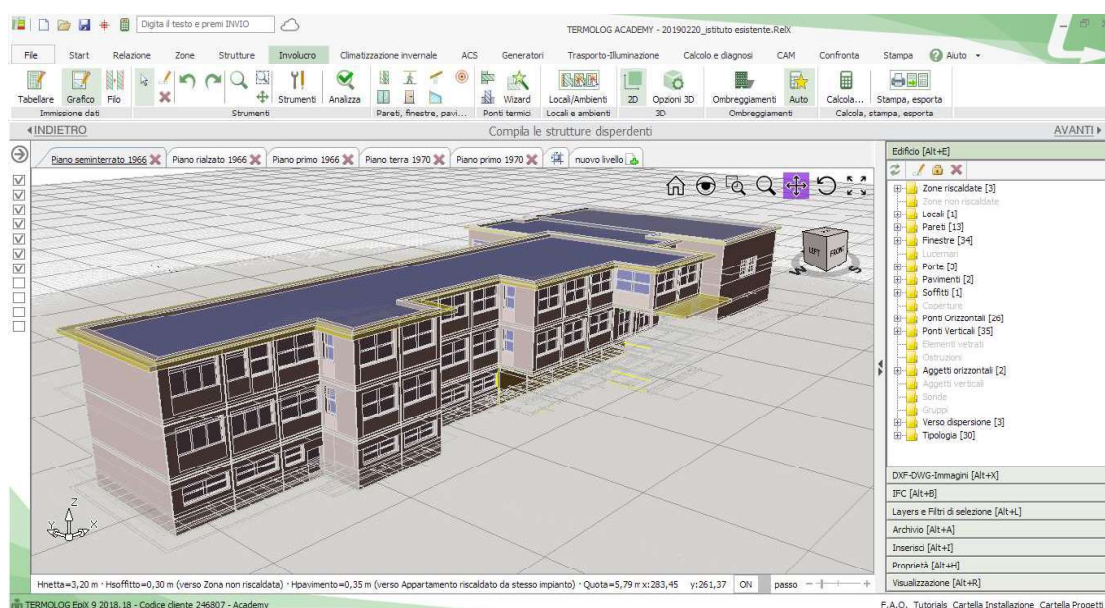 Digita il testo e premi INVIO
TERMOLOG ACADEMY - 20190220_istituto esistente.RelX
File Start Relazione Zone Strutture Involucro Climatizzazione invernale ACS Generatori Trasporto-Illuminazione Calcolo e diagnosi CAM Confronta Stampa Aiuto
Tabellare Grafico Filo Strumenti Analizza Wizard Locali/Ambienti 2D Opzioni 3D Ombreggiamenti Auto Calcola... Stampa, esporta
Immissione dati Strumenti Pareti, finestre, pavi... Ponti termici Locali e ambienti 3D Ombreggiamenti Calcola, stampa, esporta
INDIETRO Compila le strutture disperdenti AVANTI
Piano seminterrato 1966 Piano rialzato 1966 Piano primo 1966 Piano terra 1970 Piano primo 1970 nuovo livello
LEFT FRONT
W S
Z
Y X
Edificio [Alt+E]
Zone riscaldate [3]
Zone non riscaldate
Locali [1]
Pareti [13]
Finestre [34]
Lucernari
Porte [3]
Pavimenti [2]
Soffitti [1]
Coperture
Ponti Orizzontali [26]
Ponti Verticali [35]
Elementi vetrati
Ostruzioni
Aggetti orizzontali [2]
Aggetti verticali
Sonde
Gruppi
Verso dispersione [3]
Tipologia [30]
DXF-DWG-Immagini [Alt+X]
IFC [Alt+B]
Layers e Filtri di selezione [Alt+L]
Archivio [Alt+A]
Inserisci [Alt+I]
Proprietà [Alt+H]
Visualizzazione [Alt+R]
Hnetta=3,20 m · Hsoffitto=0,30 m (verso Zona non riscaldata) · Hpavimento=0,35 m (verso Appartamento riscaldato da stesso impianto) · Quota=5,79 m x:283,45 y:261,37 ON passo
TERMOLOG EpiX 9 2018.18 - Codice cliente 246807 - Academy
F.A.Q. Tutorials Cartella Installazione Cartella Progetti